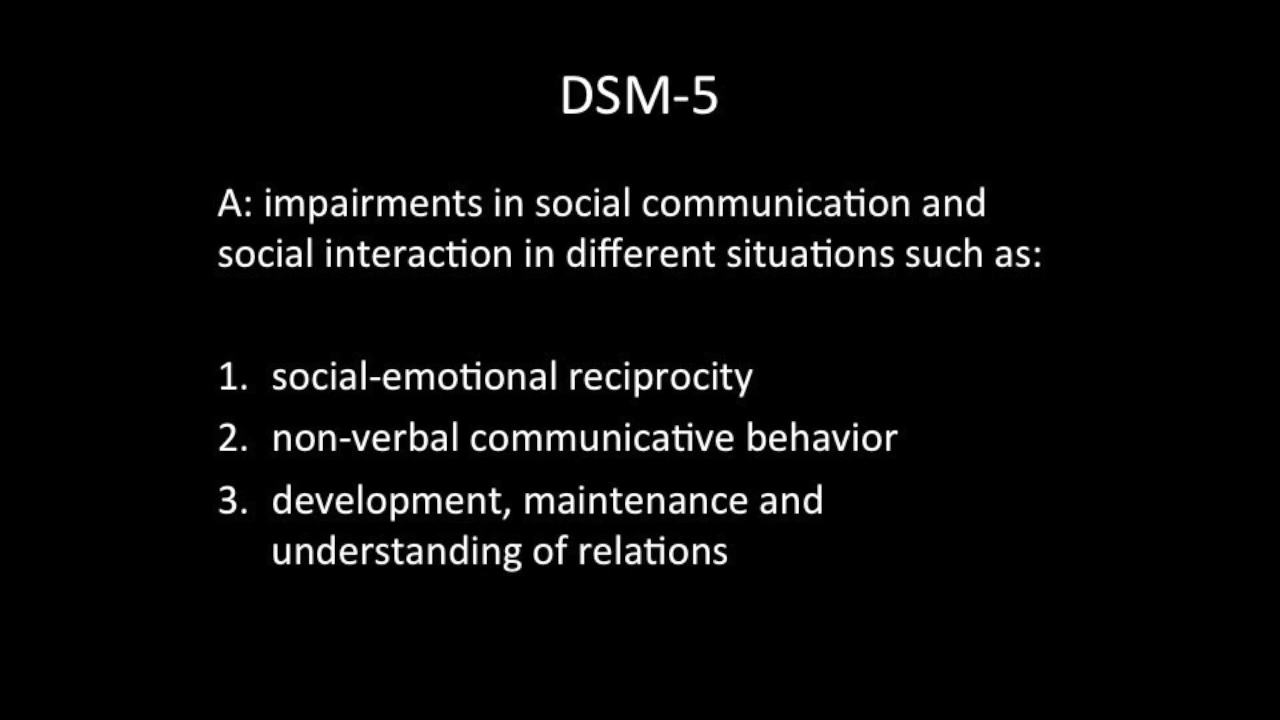 DSM-5
A: impairments in social communication and
social interaction in different situations such as:
1. social-emotional reciprocity
2. non-verbal communicative behavior
3. development, maintenance and
understanding of relations